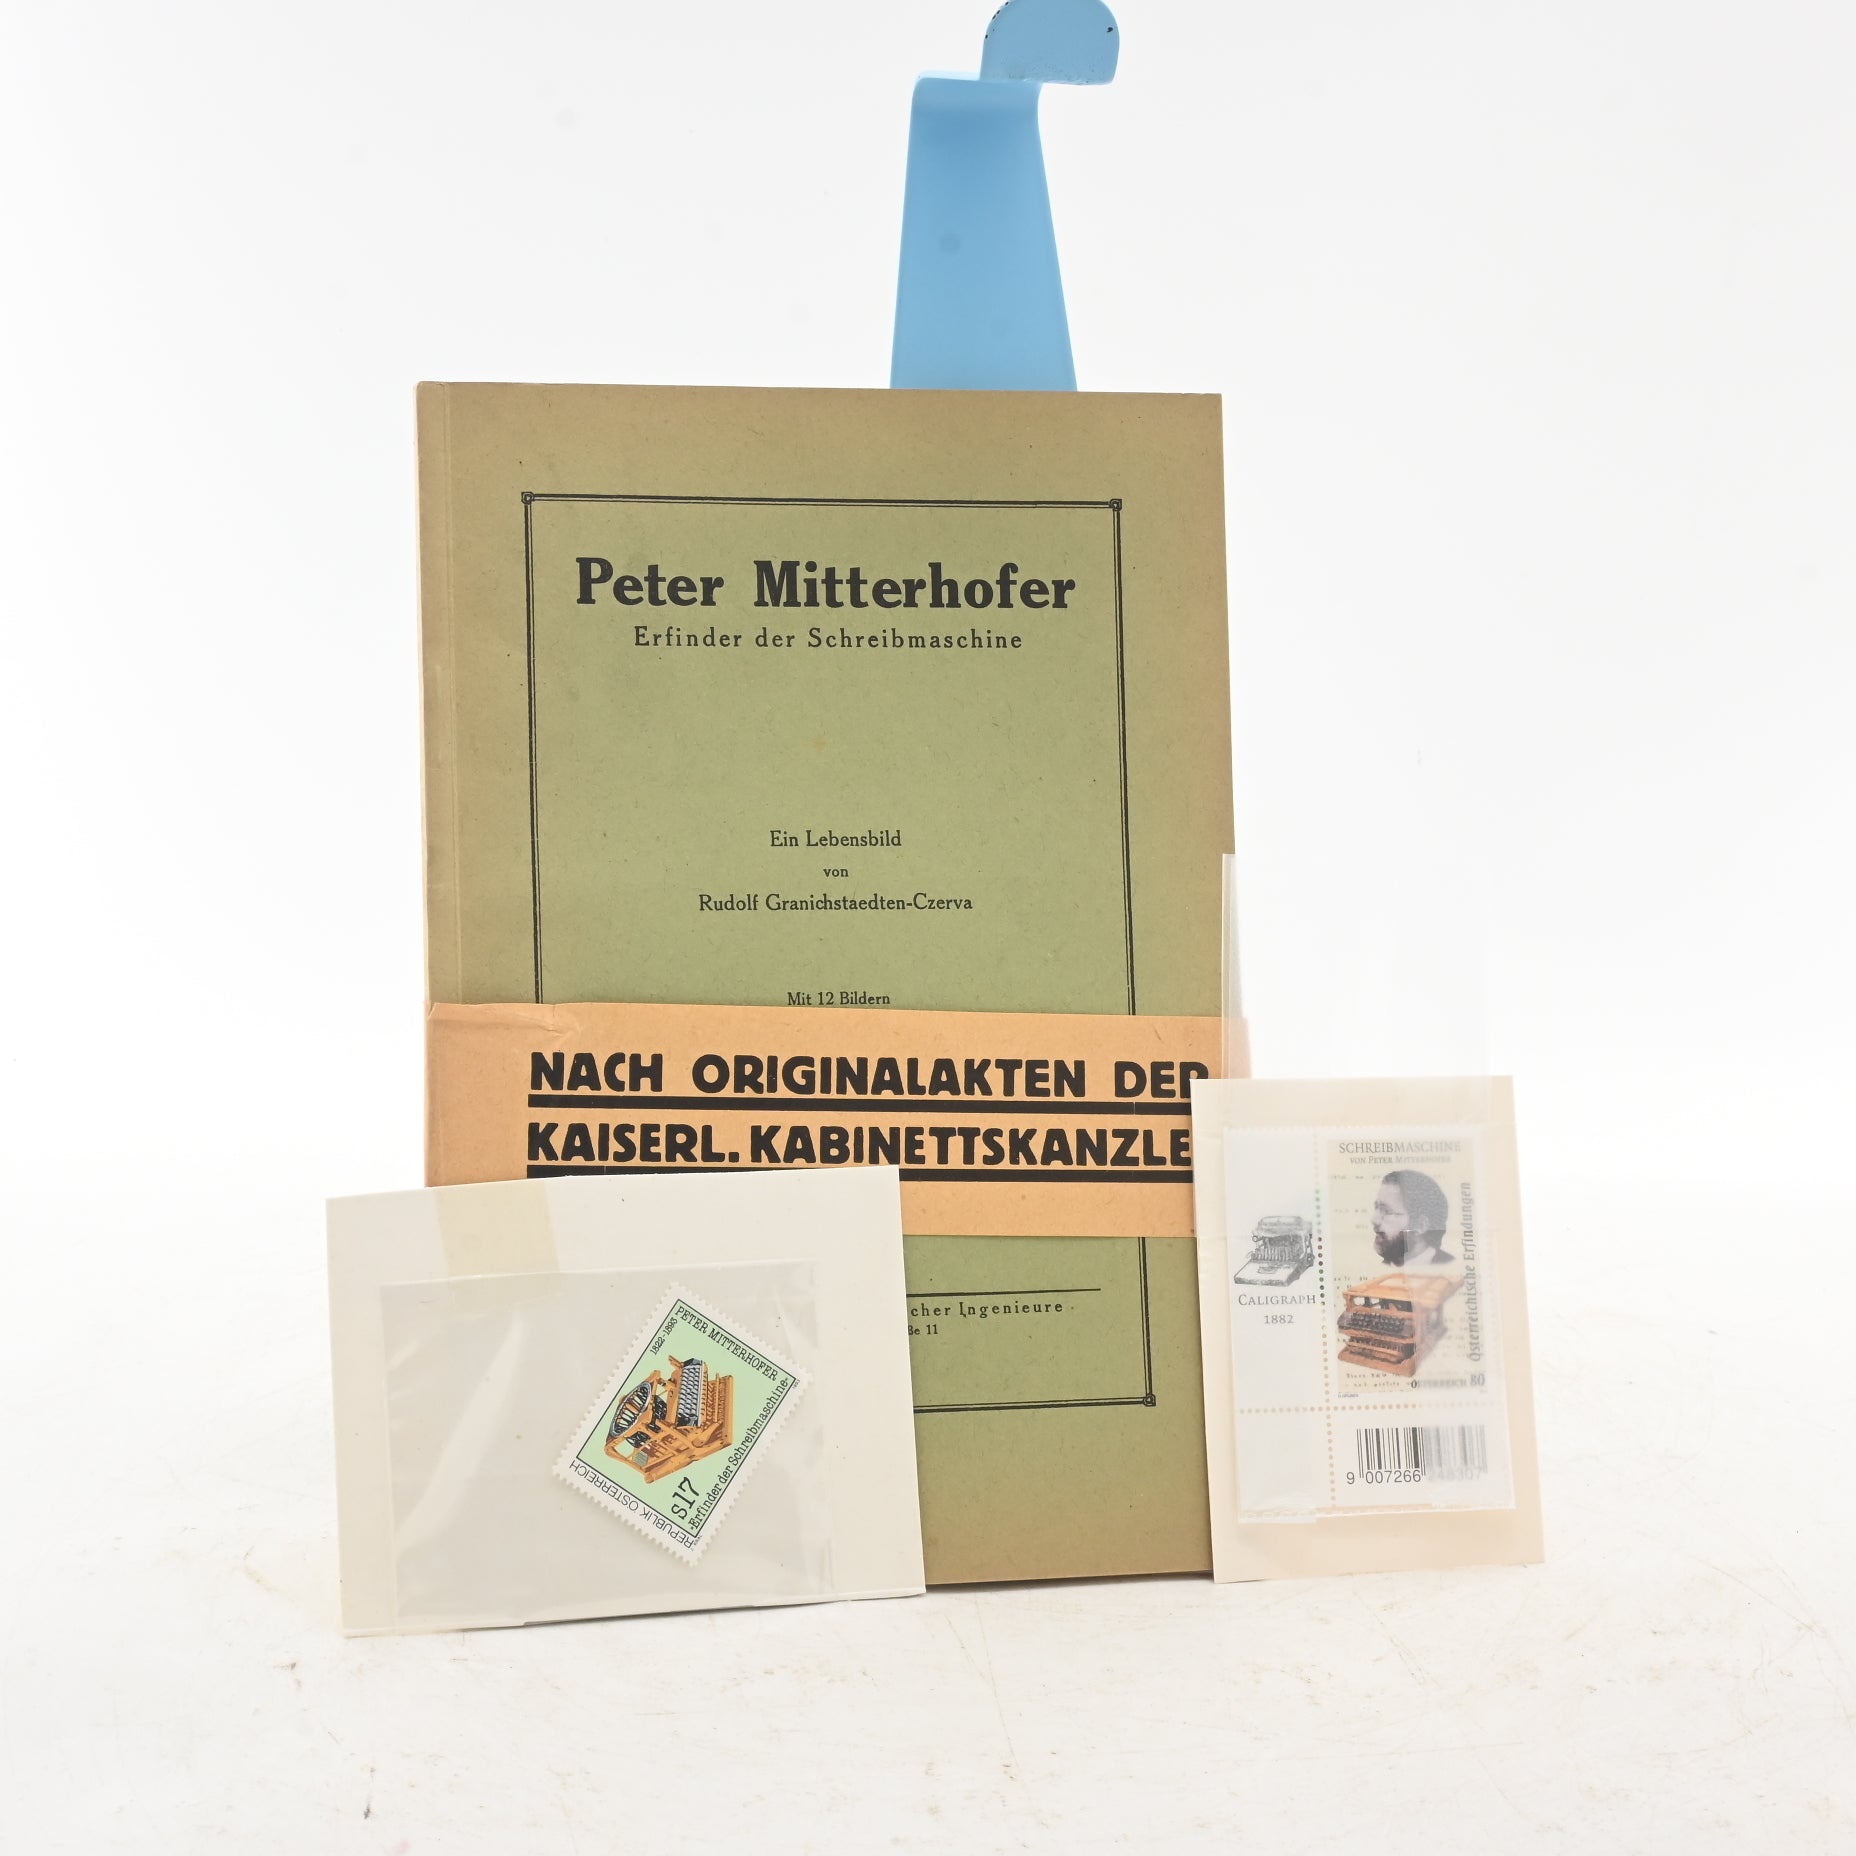 Peter Mitterhofer
Erfinder der Schreibmaschine
Ein Lebensbild
von
Rudolf Granichstaedten-Czerva
Mit 12 Bildern
NACH ORIGINALAKTEN DER
KAISERL. KABINETTSKANZLE
cher Ingenieure
ße 11
PETER MITTERHOFER
1822-1893
-Erfinder der Schreibmaschine-
S17
REPUBLIK ÖSTERREICH
SCHREIBMASCHINE
VON PETER MITTERHOFER
Österreichische Erfindungen
CALIGRAPH
1882
ÖSTERREICH 80
9 007266 248307